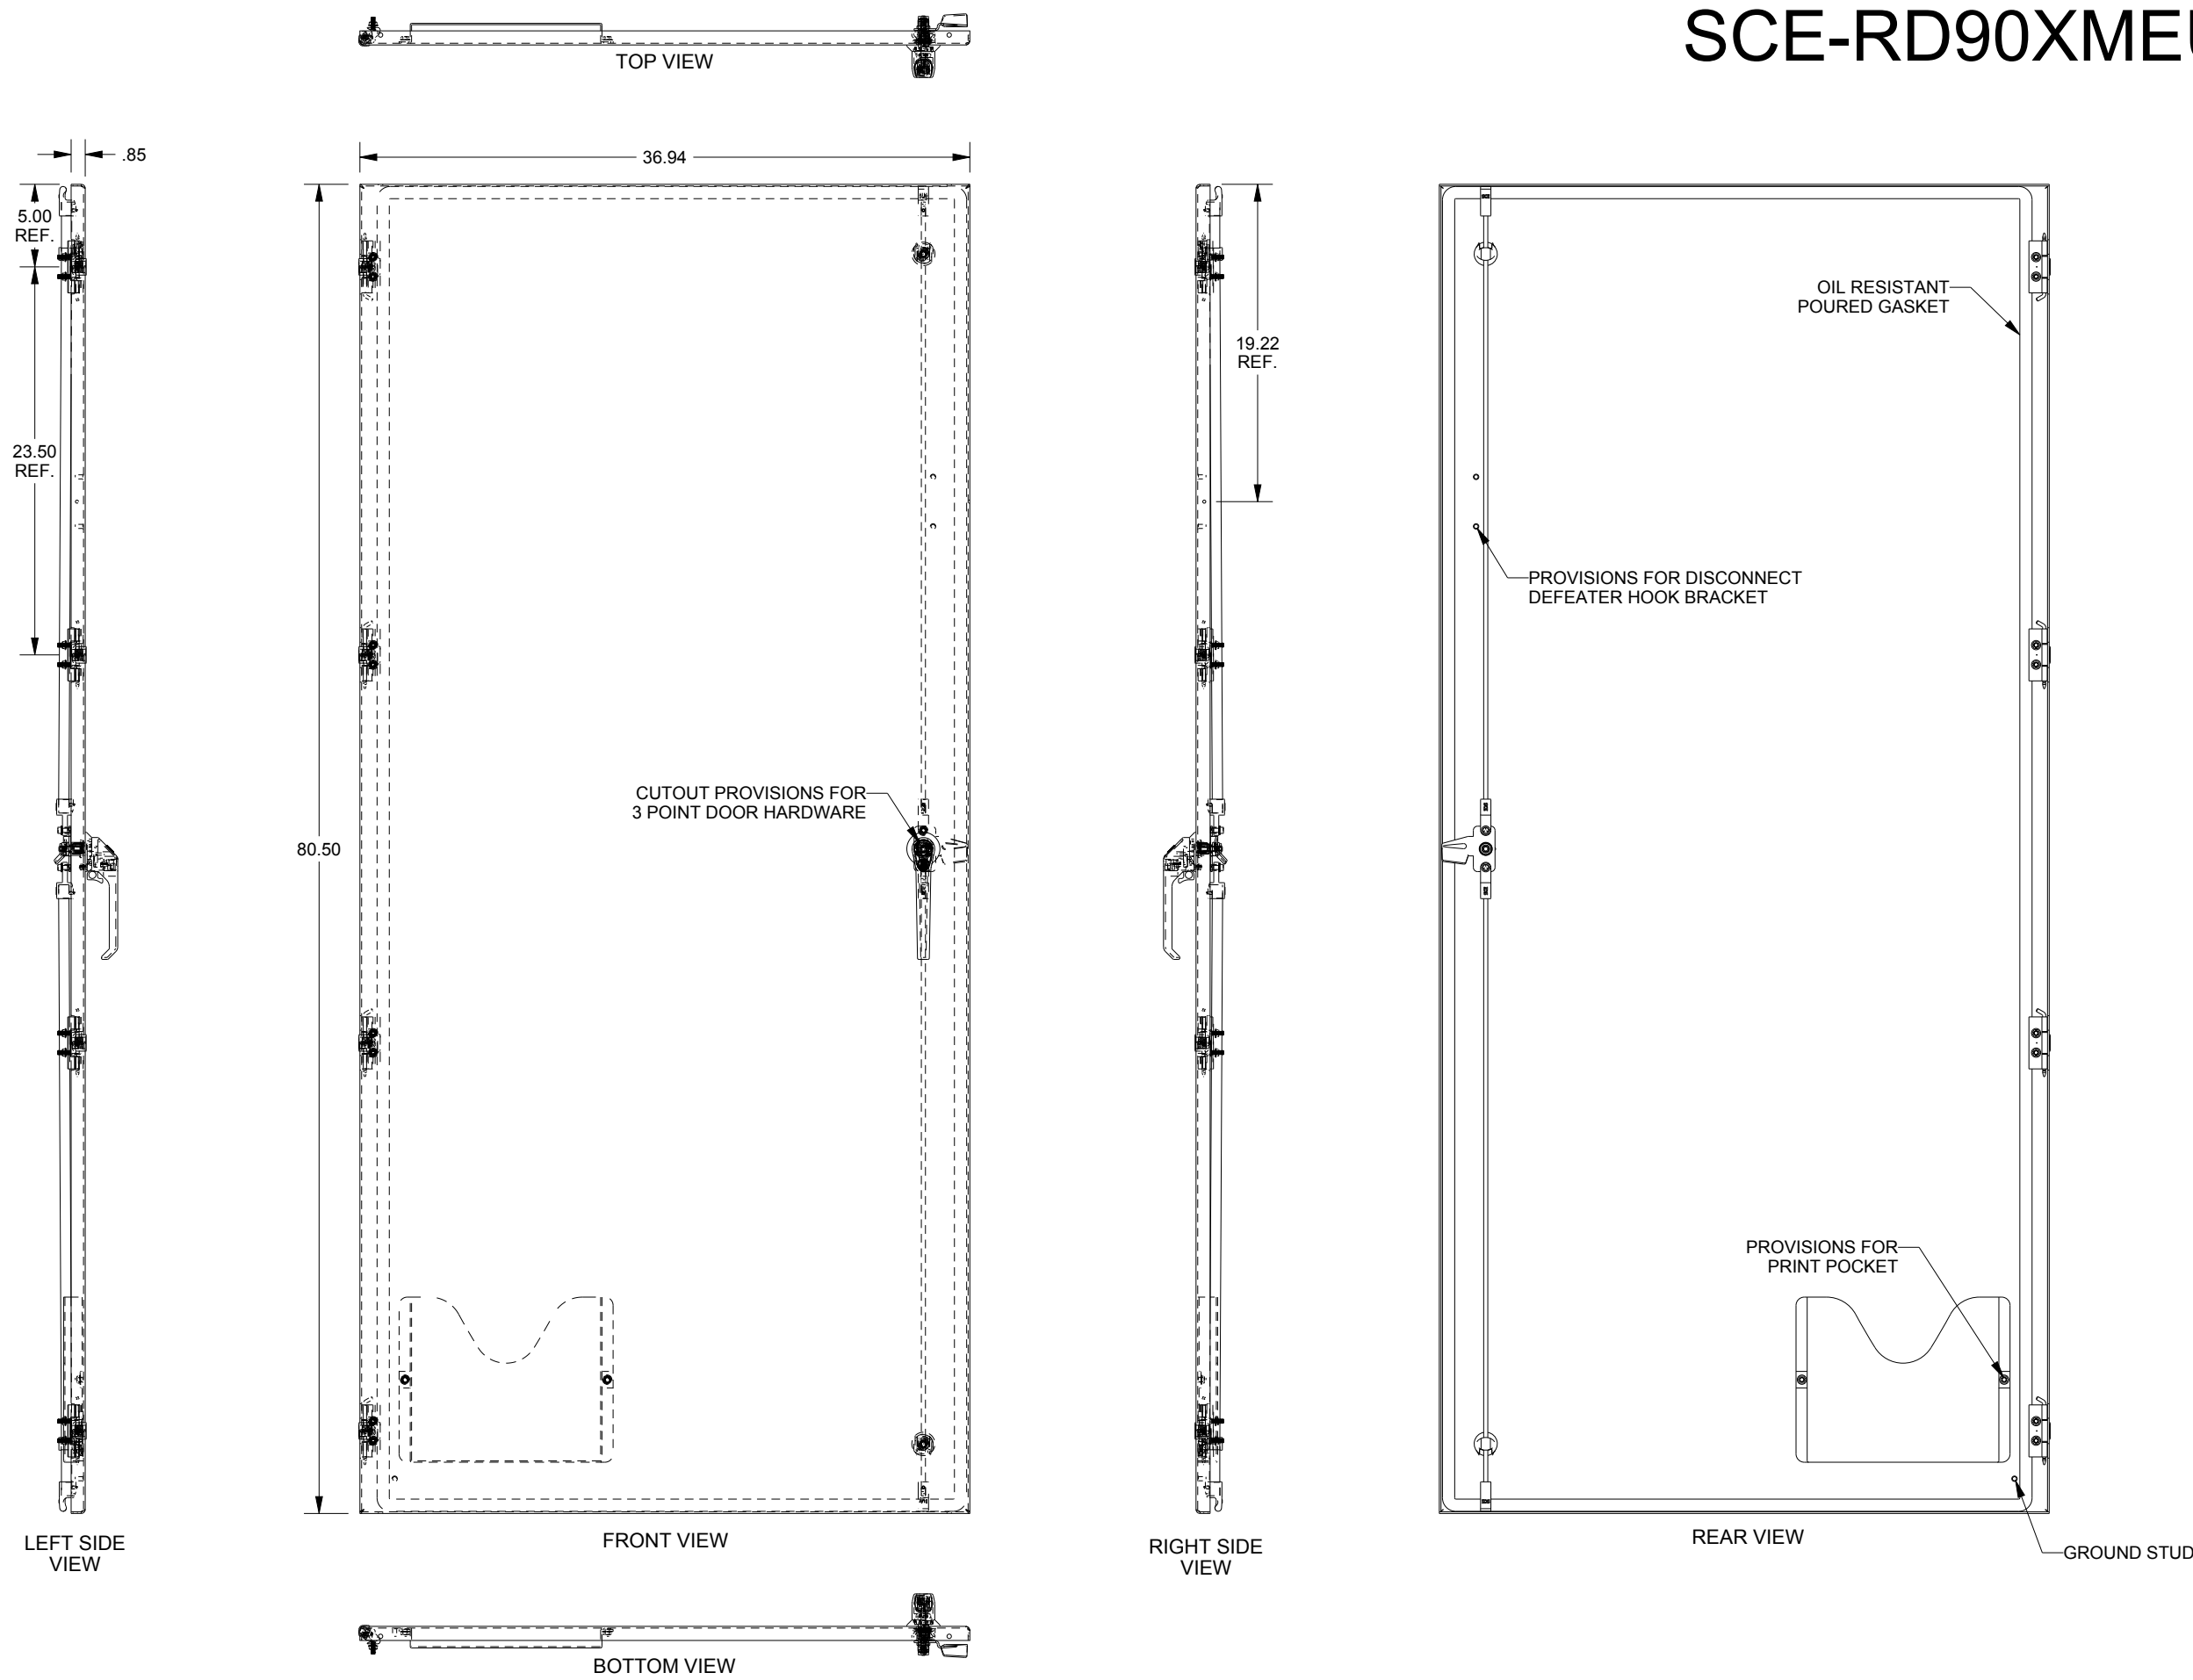 SCE-RD90XMEU
TOP VIEW
.85
36.94
5.00
REF.
19.22
REF.
OIL RESISTANT
POURED GASKET
23.50
REF.
PROVISIONS FOR DISCONNECT
DEFEATER HOOK BRACKET
CUTOUT PROVISIONS FOR
3 POINT DOOR HARDWARE
80.50
PROVISIONS FOR
PRINT POCKET
LEFT SIDE
VIEW
FRONT VIEW
RIGHT SIDE
VIEW
REAR VIEW
GROUND STUD
BOTTOM VIEW